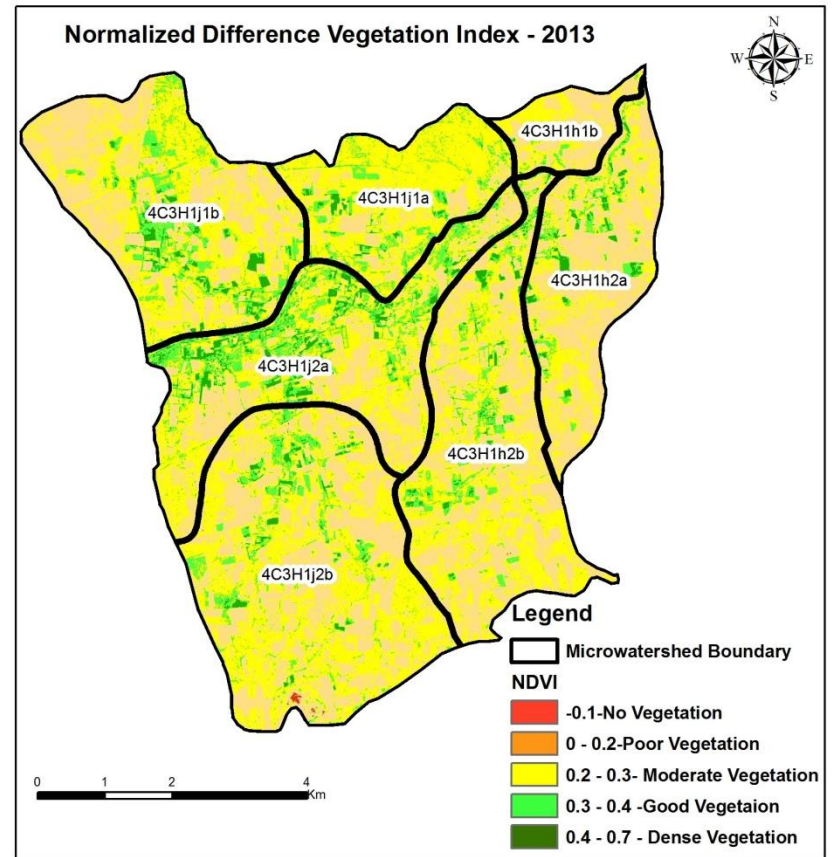 Normalized Difference Vegetation Index - 2013
N
W E
S
4C3H1h1b
4C3H1j1a
4C3H1j1b
4C3H1h2a
4C3H1j2a
4C3H1h2b
4C3H1j2b
Legend
Microwatershed Boundary
NDVI
-0.1-No Vegetation
0 - 0.2-Poor Vegetation
0.2 - 0.3- Moderate Vegetation
0.3 - 0.4 -Good Vegetaion
0.4 - 0.7 - Dense Vegetation
0 1 2 4
Km